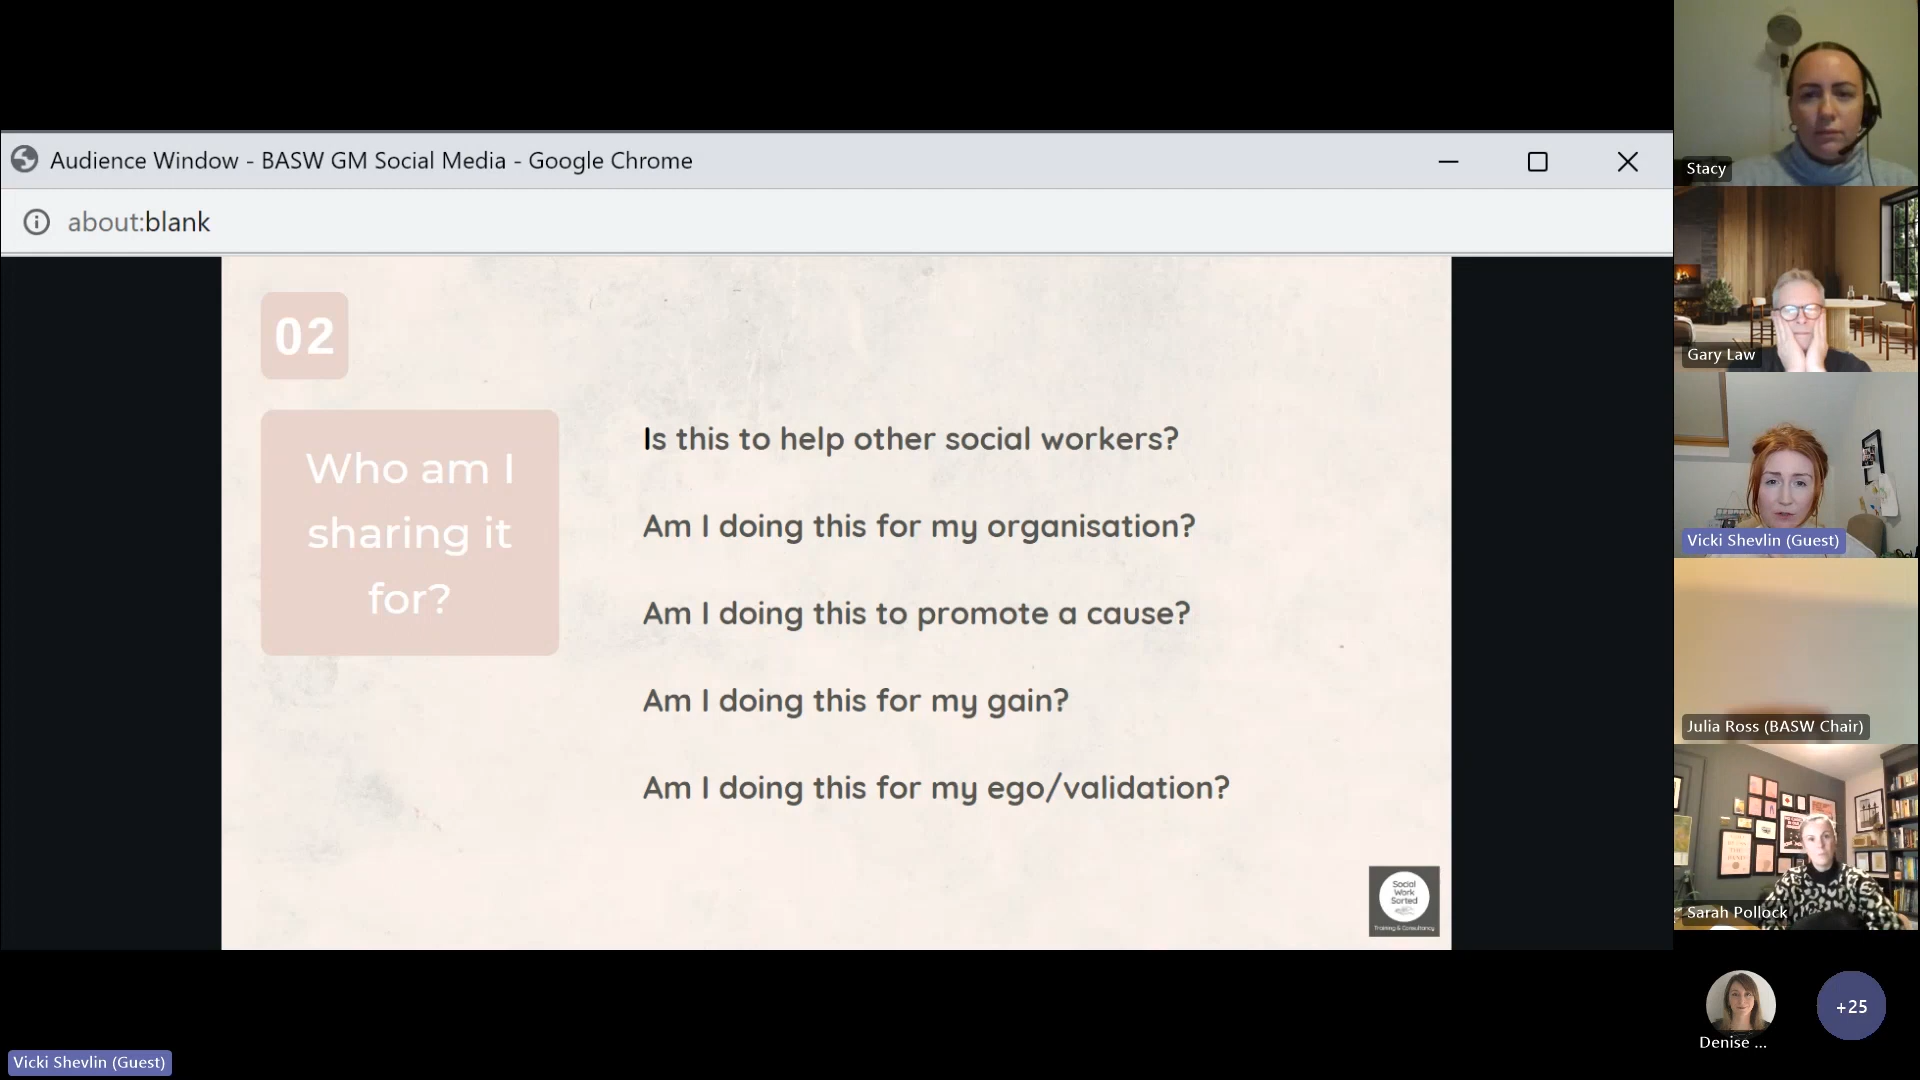 Audience Window - BASW GM Social Media - Google Chrome
about:blank
02
Who am I
sharing it
for?
Is this to help other social workers?
Am I doing this for my organisation?
Am I doing this to promote a cause?
Am I doing this for my gain?
Am I doing this for my ego/validation?
Social
Work
Sorted
Training & Consultancy
Stacy
Gary Law
Vicki Shevlin (Guest)
Julia Ross (BASW Chair)
Sarah Pollock
Denise ...
+25
Vicki Shevlin (Guest)